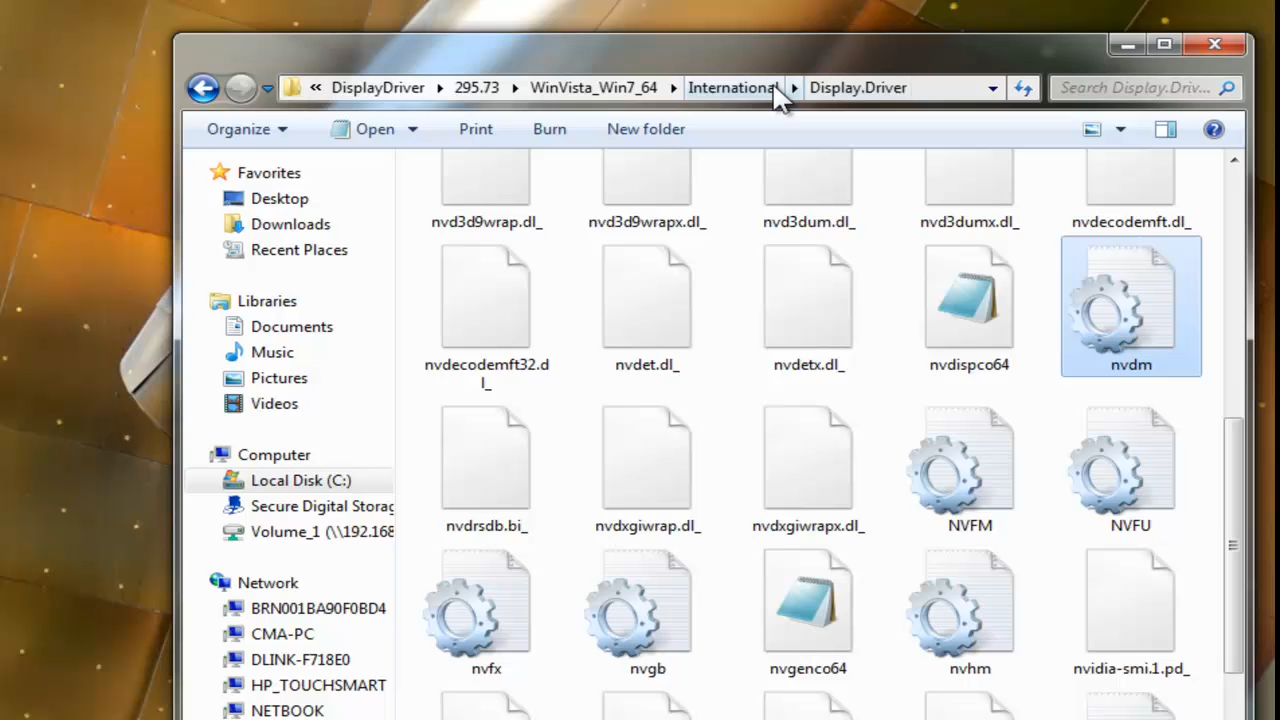 « DisplayDriver 295.73 WinVista_Win7_64 International Display.Driver Search Display.Driv...
Organize Open Print Burn New folder
Favorites
Desktop
Downloads
Recent Places
Libraries
Documents
Music
Pictures
Videos
Computer
Local Disk (C:)
Secure Digital Storag
Volume_1 (\\192.168
Network
BRN001BA90F0BD4
CMA-PC
DLINK-F718E0
HP_TOUCHSMART
NETBOOK
nvd3d9wrap.dl_ nvd3d9wrapx.dl_ nvd3dum.dl_ nvd3dumx.dl_ nvdecodemft.dl_
nvdecodemft32.d
l_
nvdet.dl_ nvdetx.dl_ nvdispco64 nvdm
nvdrsdb.bi_ nvdxgiwrap.dl_ nvdxgiwrapx.dl_ NVFM NVFU
nvfx nvgb nvgenco64 nvhm nvidia-smi.1.pd_